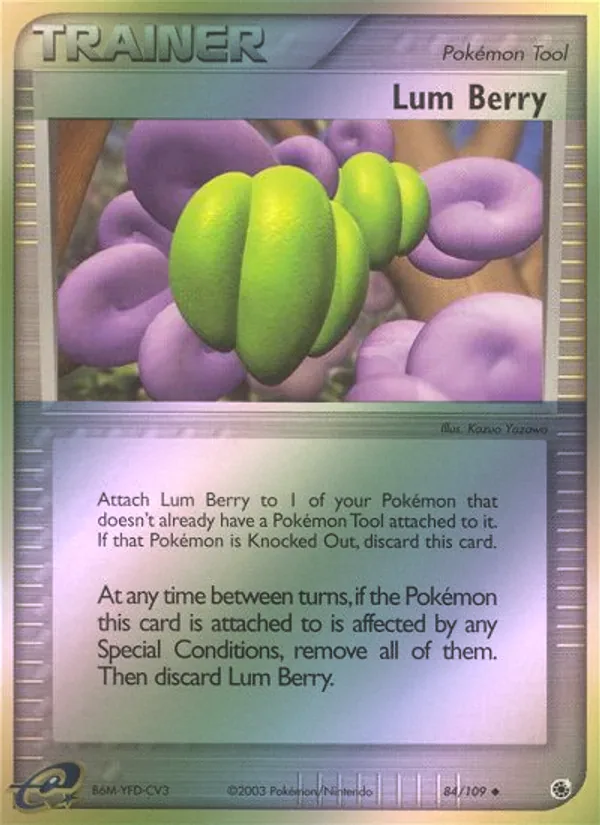 TRAINER
Pokémon Tool
Lum Berry
Illus. Kazuo Yazawa
Attach Lum Berry to 1 of your Pokémon that
doesn't already have a Pokémon Tool attached to it.
If that Pokémon is Knocked Out, discard this card.
At any time between turns, if the Pokémon
this card is attached to is affected by any
Special Conditions, remove all of them.
Then discard Lum Berry.
e
B6M-YFD-CV3 ©2003 Pokémon/Nintendo 84/109 ◆